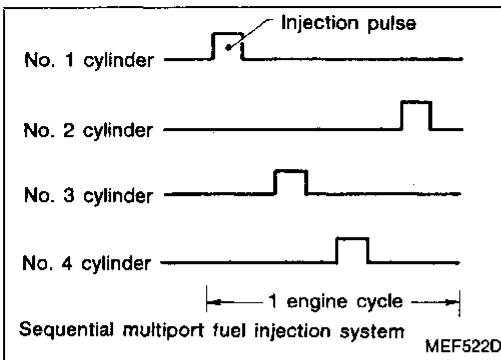 Injection pulse
No. 1 cylinder
No. 2 cylinder
No. 3 cylinder
No. 4 cylinder
1 engine cycle
Sequential multiport fuel injection system
MEF522D